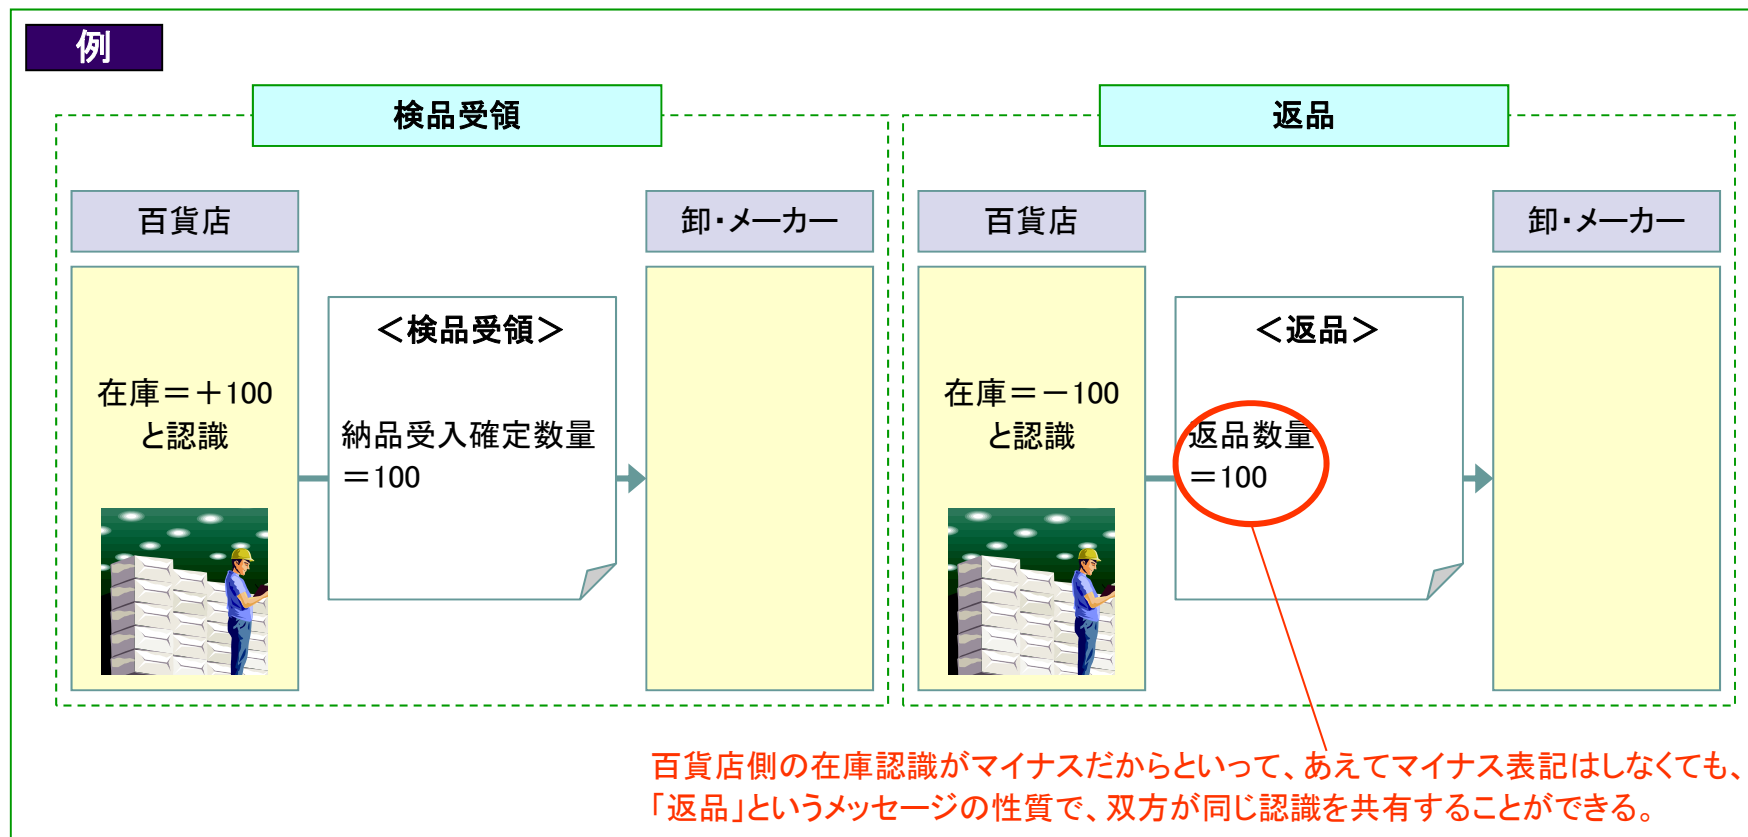 例
検品受領
百貨店
卸・メーカー
在庫＝＋100
と認識
＜検品受領＞
納品受入確定数量
＝100
返品
百貨店
卸・メーカー
在庫＝－100
と認識
＜返品＞
返品数量
＝100
百貨店側の在庫認識がマイナスだからといって、あえてマイナス表記はしなくても、
「返品」というメッセージの性質で、双方が同じ認識を共有することができる。